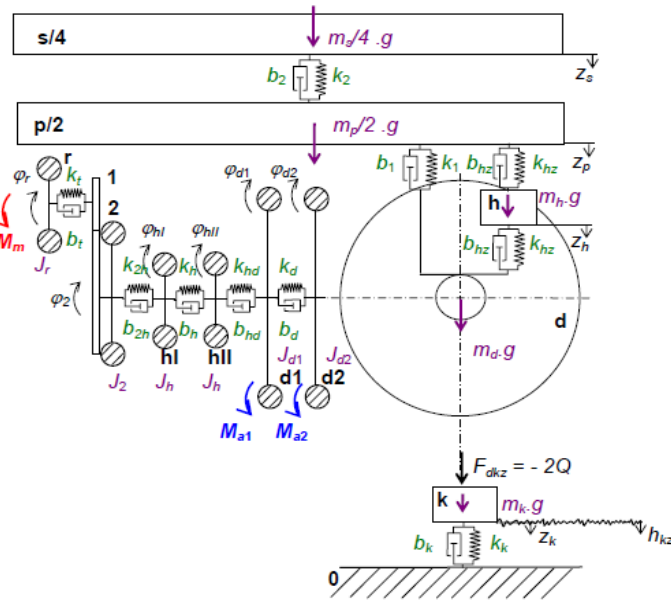 s/4
m_s/4 .g
b_2 k_2
z_s
p/2
m_p/2 .g
z_p
b_1 k_1 b_hz k_hz
r
φ_r k_t 1
φ_d1 φ_d2
h m_h.g
2
M_m b_t
φ_hI φ_hII
b_hz k_hz
z_h
J_r
k_2h k_h k_hd k_d
φ_2
d
b_2h b_h b_hd b_d
m_d.g
hI hII
J_d1 J_d2
J_2 J_h J_h
d1 d2
M_a1 M_a2
F_dkz = - 2Q
k m_k.g
z_k
h_kz
b_k k_k
0